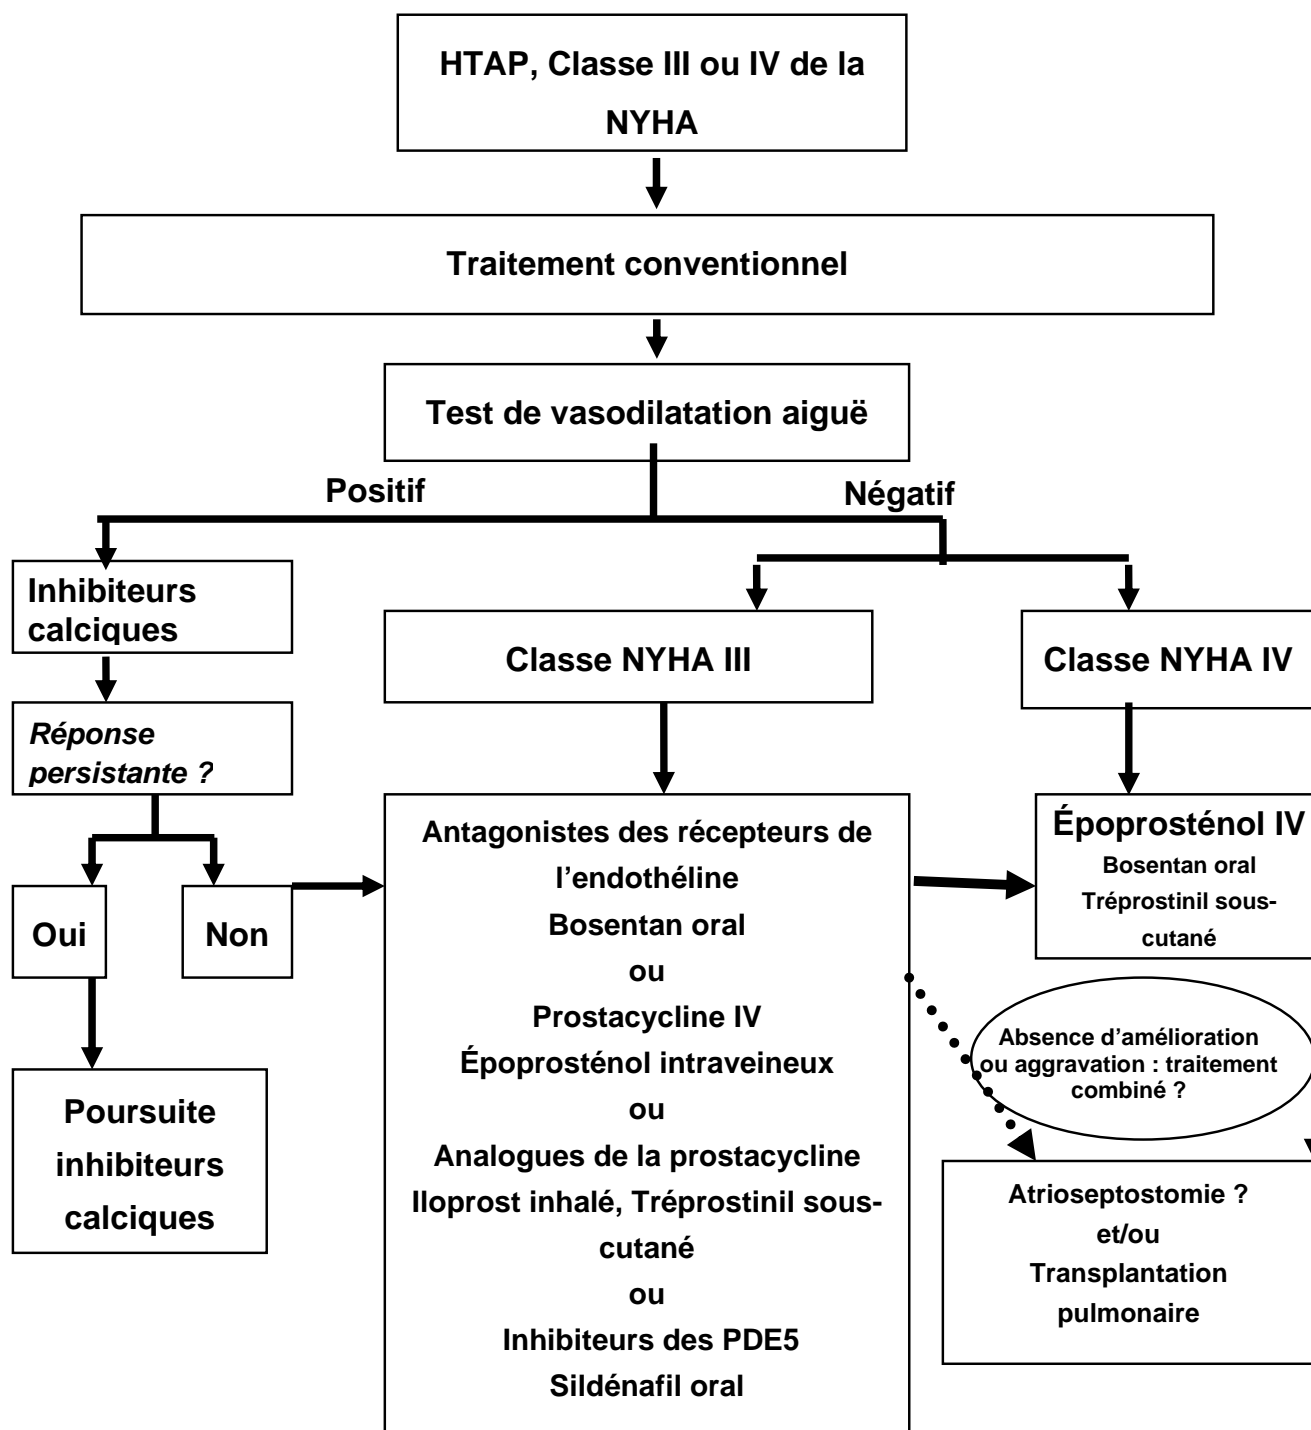 HTAP, Classe III ou IV de la
NYHA
Traitement conventionnel
Test de vasodilatation aiguë
Positif
Négatif
Inhibiteurs
calciques
Classe NYHA III
Classe NYHA IV
Réponse
persistante ?
Oui
Non
Poursuite
inhibiteurs
calciques
Antagonistes des récepteurs de
l’endothéline
Bosentan oral
ou
Prostacycline IV
Époprosténol intraveineux
ou
Analogues de la prostacycline
Iloprost inhalé, Tréprostinil sous-
cutané
ou
Inhibiteurs des PDE5
Sildénafil oral
Époprosténol IV
Bosentan oral
Tréprostinil sous-
cutané
Absence d’amélioration
ou aggravation : traitement
combiné ?
Atrioseptostomie ?
et/ou
Transplantation
pulmonaire